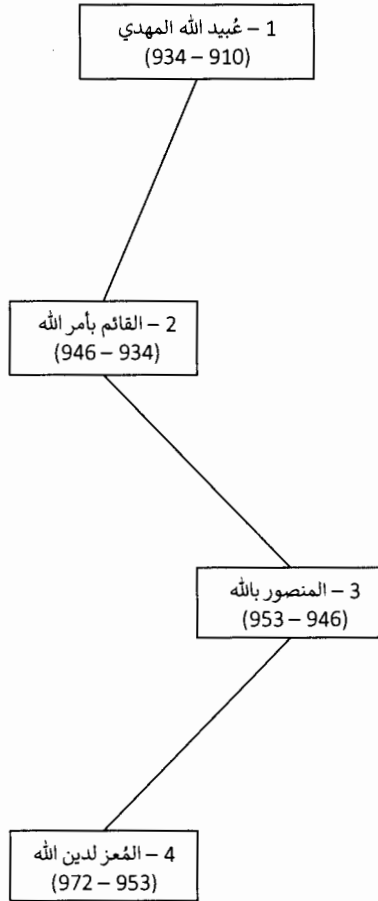 1 – عُبيد الله المهدي
(910 – 934)
2 – القائم بأمر الله
(934 – 946)
3 – المنصور بالله
(946 – 953)
4 – المُعز لدين الله
(953 – 972)